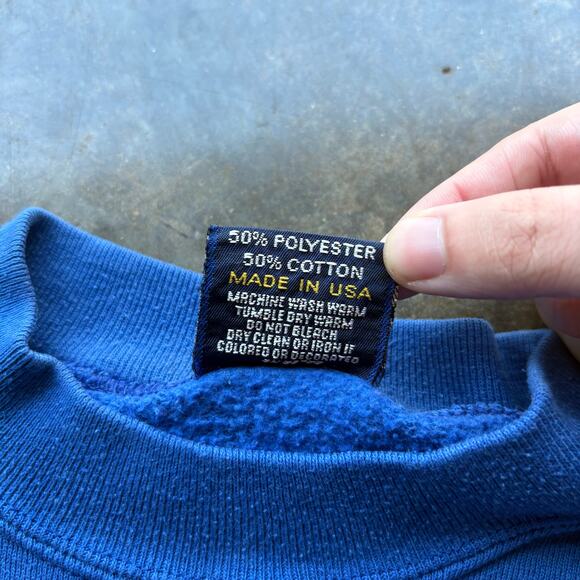 50% POLYESTER
50% COTTON
MADE IN USA
MACHINE WASH WARM
TUMBLE DRY WARM
DO NOT BLEACH
DRY CLEAN OR IRON IF
COLORED OR DECORATED